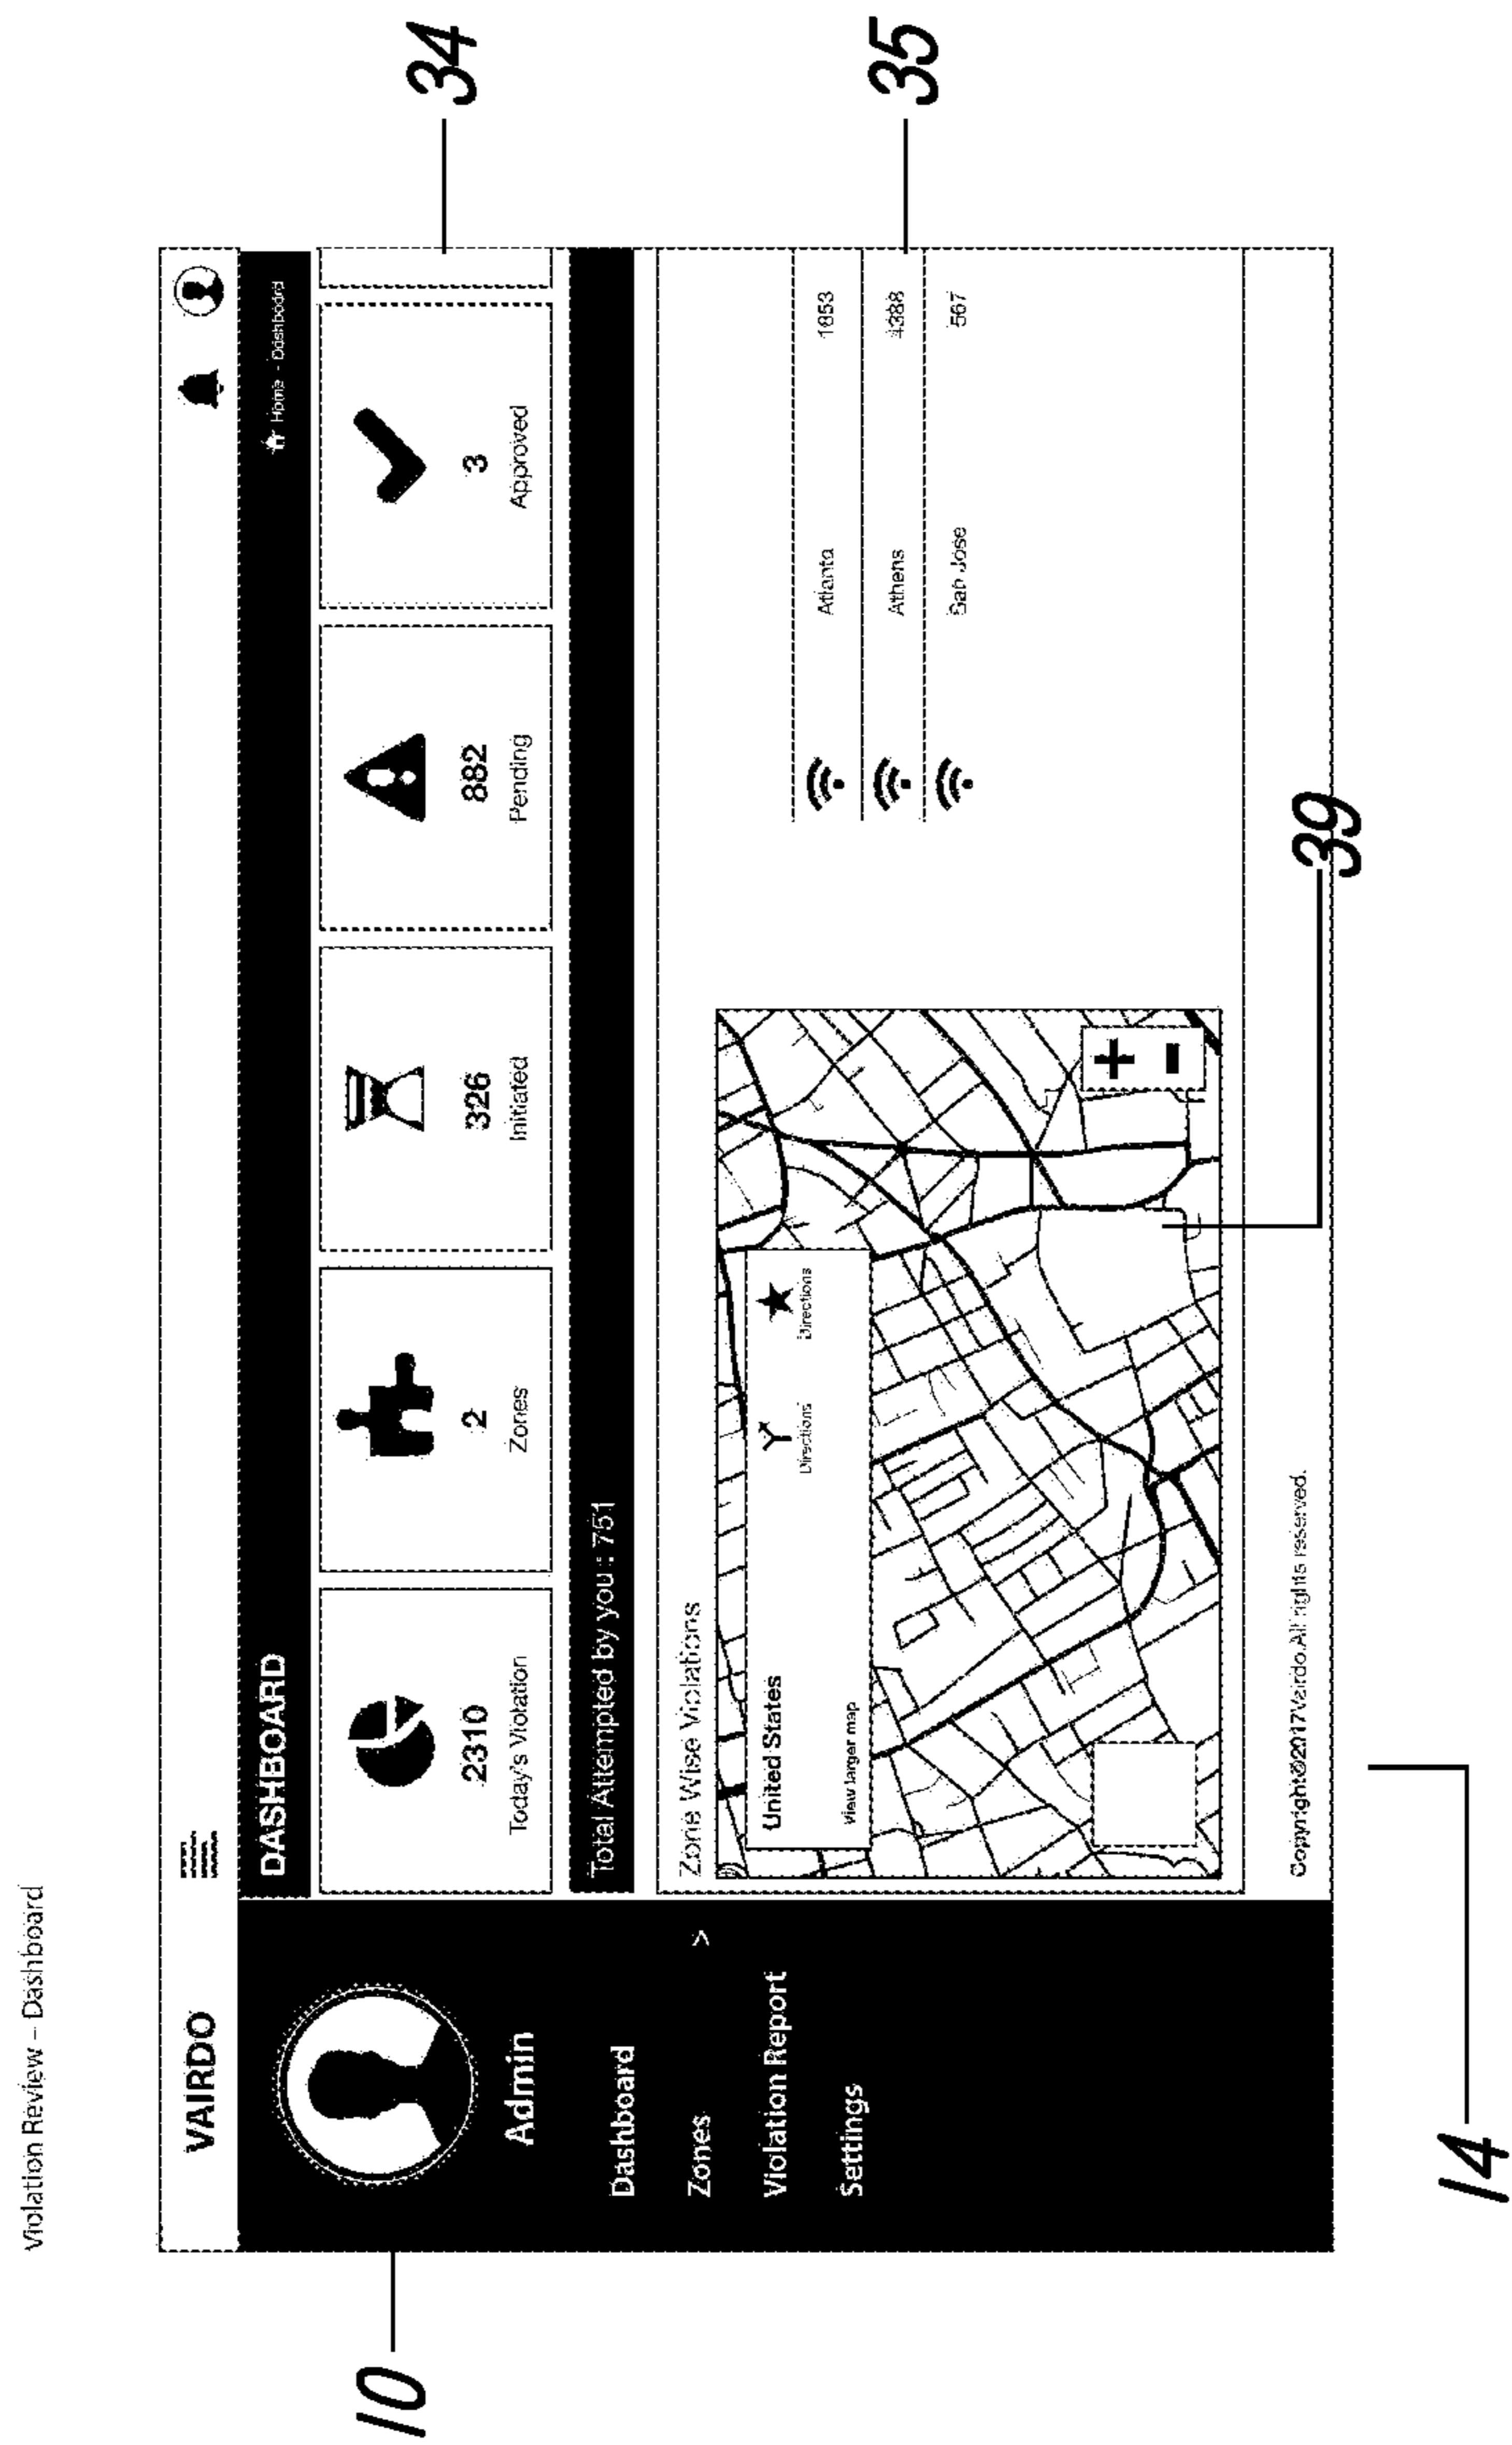 Violation Review – Dashboard
VAIRDO
DASHBOARD
Home - Dashboard
Admin
Dashboard
Zones >
Violation Report
Settings
2310
Today's Violation
2
Zones
326
Initiated
882
Pending
3
Approved
Total Attempted by you : 751
Zone Wise Violations
United States
View larger map
Directions
Directions
+
-
Atlanta 1853
Athens 4388
San Jose 567
Copyright©2017Vairdo.All rights reserved.
10
34
35
39
14